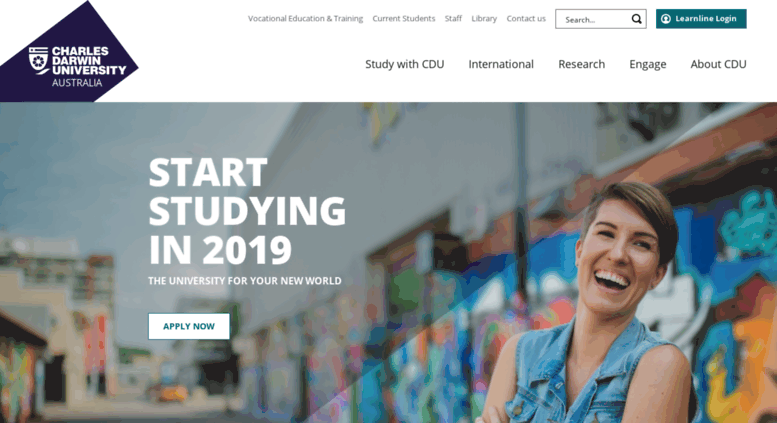 Vocational Education & Training Current Students Staff Library Contact us Search... Learnline Login
CHARLES
DARWIN
UNIVERSITY
AUSTRALIA
Study with CDU International Research Engage About CDU
START
STUDYING
IN 2019
THE UNIVERSITY FOR YOUR NEW WORLD
APPLY NOW